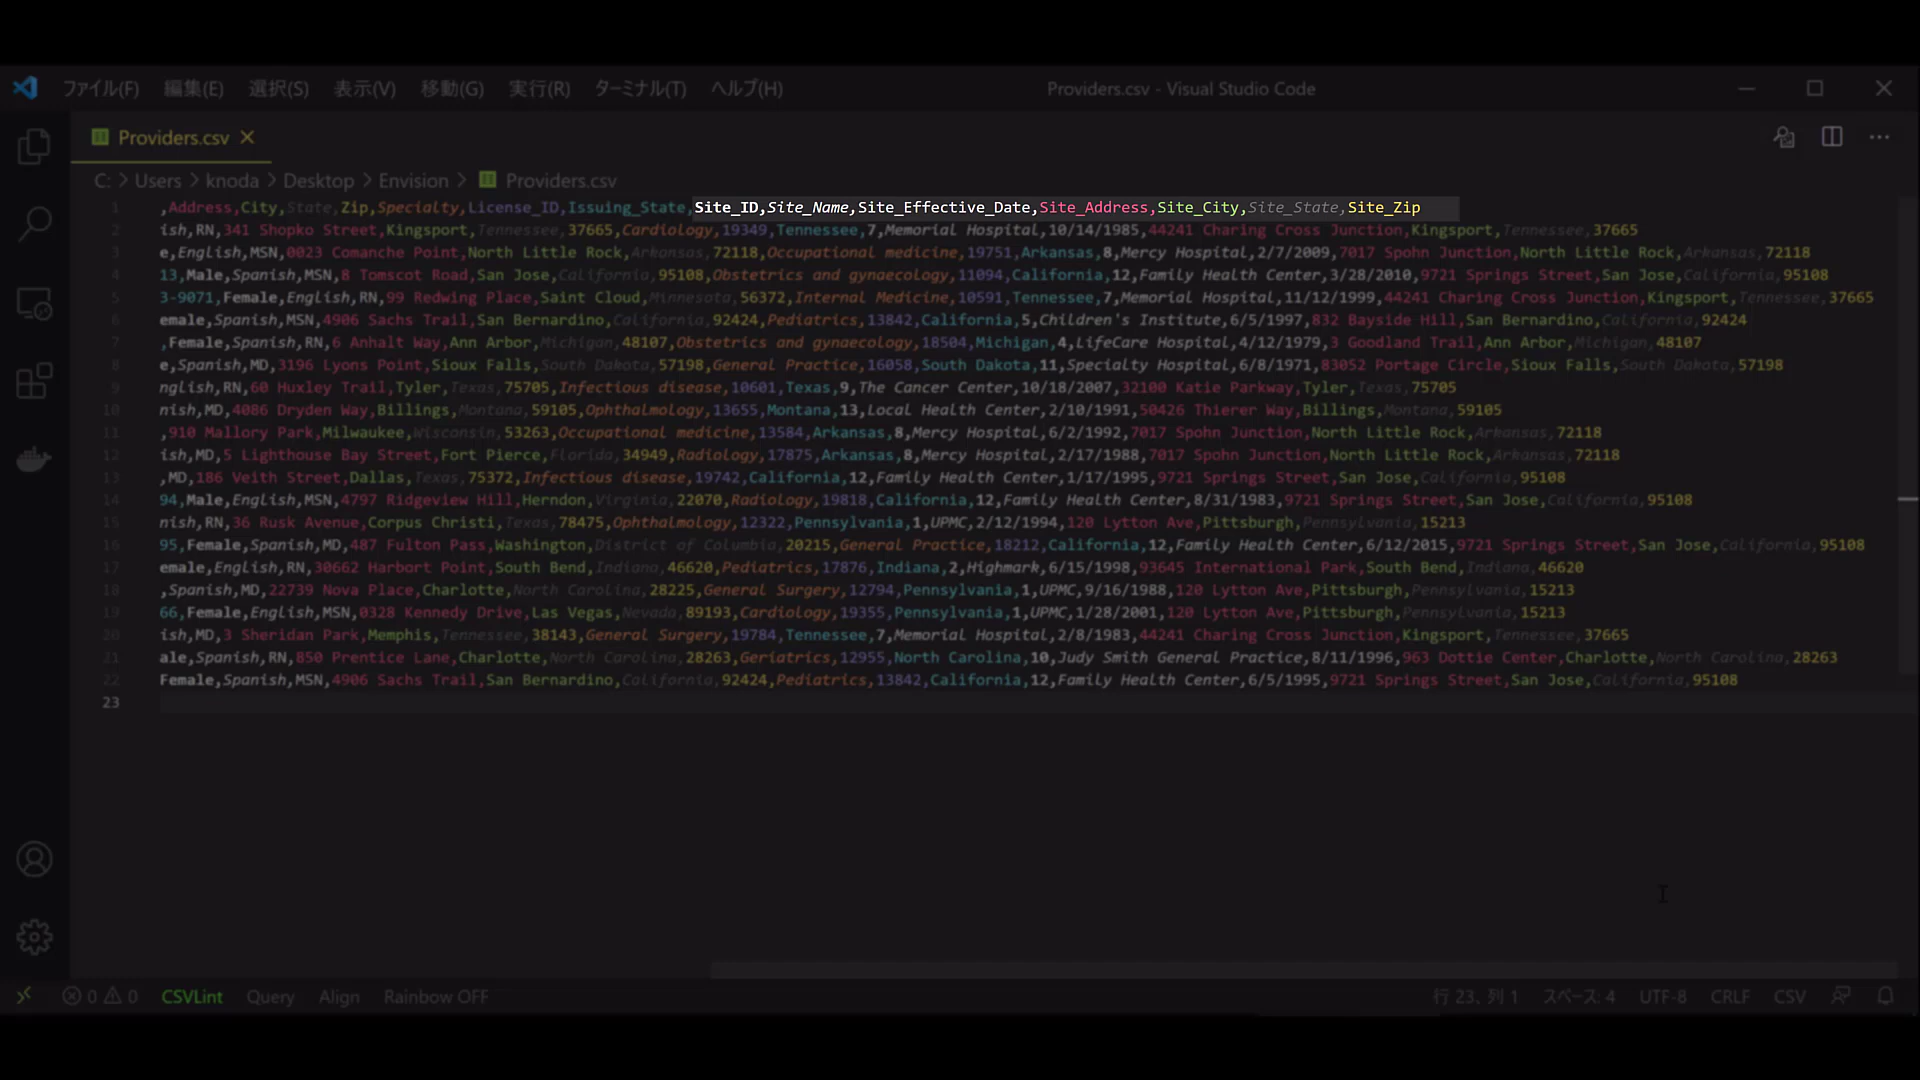 ファイル(F) 編集(E) 選択(S) 表示(V) 移動(G) 実行(R) ターミナル(T) ヘルプ(H) Providers.csv - Visual Studio Code
Providers.csv
C: > Users > knoda > Desktop > Envision > Providers.csv
1 ,Address,City,State,Zip,Specialty,License_ID,Issuing_State,Site_ID,Site_Name,Site_Effective_Date,Site_Address,Site_City,Site_State,Site_Zip
2 ish,RN,341 Shopko Street,Kingsport,Tennessee,37665,Cardiology,19349,Tennessee,7,Memorial Hospital,10/14/1985,44241 Charing Cross Junction,Kingsport,Tennessee,37665
3 e,English,MSN,0023 Comanche Point,North Little Rock,Arkansas,72118,Occupational medicine,19751,Arkansas,8,Mercy Hospital,2/7/2009,7017 Spohn Junction,North Little Rock,Arkansas,72118
4 13,Male,Spanish,MSN,8 Tomscot Road,San Jose,California,95108,Obstetrics and gynaecology,11094,California,12,Family Health Center,3/28/2010,9721 Springs Street,San Jose,California,95108
5 3-9071,Female,English,RN,99 Redwing Place,Saint Cloud,Minnesota,56372,Internal Medicine,10591,Tennessee,7,Memorial Hospital,11/12/1999,44241 Charing Cross Junction,Kingsport,Tennessee,37665
6 emale,Spanish,MSN,4906 Sachs Trail,San Bernardino,California,92424,Pediatrics,13842,California,5,Children's Institute,6/5/1997,832 Bayside Hill,San Bernardino,California,92424
7 ,Female,Spanish,RN,6 Anhalt Way,Ann Arbor,Michigan,48107,Obstetrics and gynaecology,18504,Michigan,4,LifeCare Hospital,4/12/1979,3 Goodland Trail,Ann Arbor,Michigan,48107
8 e,Spanish,MD,3196 Lyons Point,Sioux Falls,South Dakota,57198,General Practice,16058,South Dakota,11,Specialty Hospital,6/8/1971,83052 Portage Circle,Sioux Falls,South Dakota,57198
9 nglish,RN,60 Huxley Trail,Tyler,Texas,75705,Infectious disease,10601,Texas,9,The Cancer Center,10/18/2007,32100 Katie Parkway,Tyler,Texas,75705
10 nish,MD,4086 Dryden Way,Billings,Montana,59105,Ophthalmology,13655,Montana,13,Local Health Center,2/10/1991,50426 Thierer Way,Billings,Montana,59105
11 ,910 Mallory Park,Milwaukee,Wisconsin,53263,Occupational medicine,13584,Arkansas,8,Mercy Hospital,6/2/1992,7017 Spohn Junction,North Little Rock,Arkansas,72118
12 ish,MD,5 Lighthouse Bay Street,Fort Pierce,Florida,34949,Radiology,17875,Arkansas,8,Mercy Hospital,2/17/1988,7017 Spohn Junction,North Little Rock,Arkansas,72118
13 ,MD,186 Veith Street,Dallas,Texas,75372,Infectious disease,19742,California,12,Family Health Center,1/17/1995,9721 Springs Street,San Jose,California,95108
14 94,Male,English,MSN,4797 Ridgeview Hill,Herndon,Virginia,22070,Radiology,19818,California,12,Family Health Center,8/31/1983,9721 Springs Street,San Jose,California,95108
15 nish,RN,36 Rusk Avenue,Corpus Christi,Texas,78475,Ophthalmology,12322,Pennsylvania,1,UPMC,2/12/1994,120 Lytton Ave,Pittsburgh,Pennsylvania,15213
16 95,Female,Spanish,MD,487 Fulton Pass,Washington,District of Columbia,20215,General Practice,18212,California,12,Family Health Center,6/12/2015,9721 Springs Street,San Jose,California,95108
17 emale,English,RN,30662 Harbort Point,South Bend,Indiana,46620,Pediatrics,17876,Indiana,2,Highmark,6/15/1998,93645 International Park,South Bend,Indiana,46620
18 ,Spanish,MD,22739 Nova Place,Charlotte,North Carolina,28225,General Surgery,12794,Pennsylvania,1,UPMC,9/16/1988,120 Lytton Ave,Pittsburgh,Pennsylvania,15213
19 66,Female,English,MSN,0328 Kennedy Drive,Las Vegas,Nevada,89193,Cardiology,19355,Pennsylvania,1,UPMC,1/28/2001,120 Lytton Ave,Pittsburgh,Pennsylvania,15213
20 ish,MD,3 Sheridan Park,Memphis,Tennessee,38143,General Surgery,19784,Tennessee,7,Memorial Hospital,2/8/1983,44241 Charing Cross Junction,Kingsport,Tennessee,37665
21 ale,Spanish,RN,850 Prentice Lane,Charlotte,North Carolina,28263,Geriatrics,12955,North Carolina,10,Judy Smith General Practice,8/11/1996,963 Dottie Center,Charlotte,North Carolina,28263
22 Female,Spanish,MSN,4906 Sachs Trail,San Bernardino,California,92424,Pediatrics,13842,California,12,Family Health Center,6/5/1995,9721 Springs Street,San Jose,California,95108
23
0 0 CSVLint Query Align Rainbow OFF 行 23、列 1 スペース: 4 UTF-8 CRLF CSV